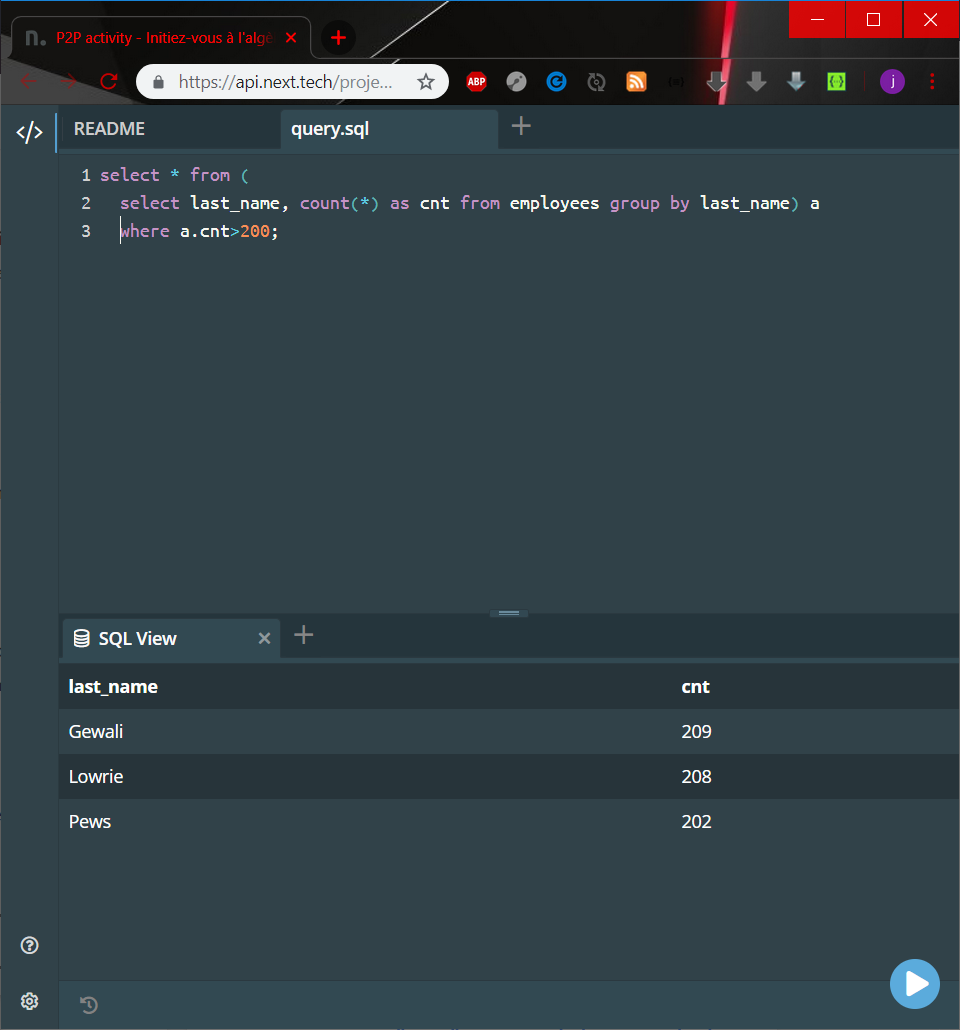 n. P2P activity - Initiez-vous à l'algè
https://api.next.tech/proje...
ABP
j
</> README query.sql
1 select * from (
2 select last_name, count(*) as cnt from employees group by last_name) a
3 where a.cnt>200;
SQL View
last_name cnt
Gewali 209
Lowrie 208
Pews 202